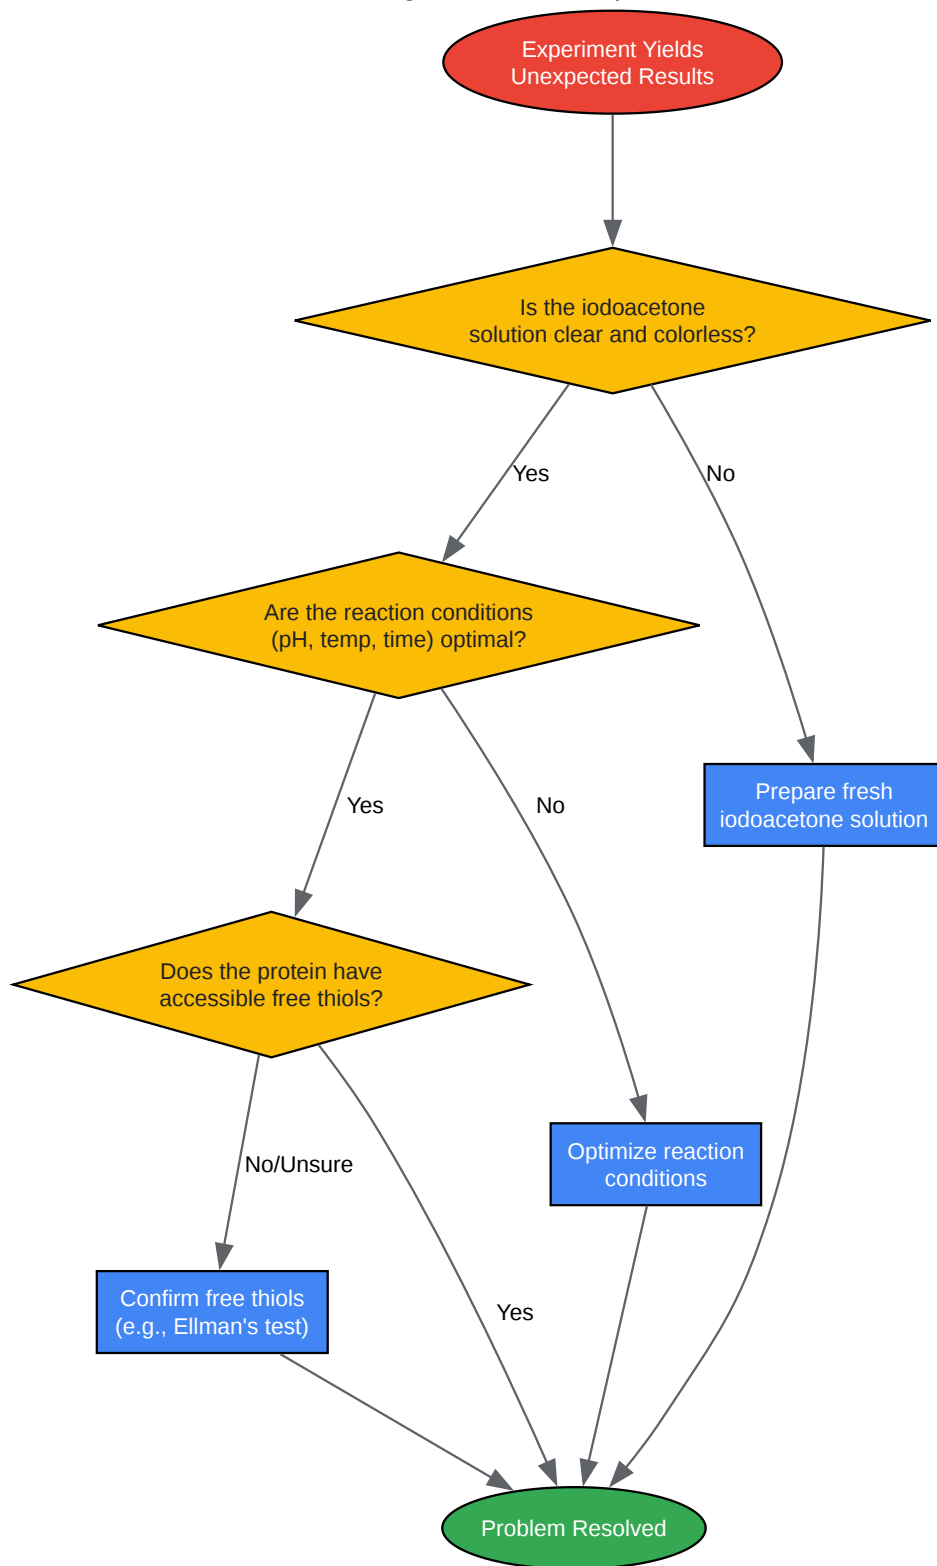 Experiment Yields
Unexpected Results
Is the iodoacetone
solution clear and colorless?
Yes
No
Are the reaction conditions
(pH, temp, time) optimal?
Yes
No
Prepare fresh
iodoacetone solution
Does the protein have
accessible free thiols?
No/Unsure
Optimize reaction
conditions
Confirm free thiols
(e.g., Ellman's test)
Yes
Problem Resolved